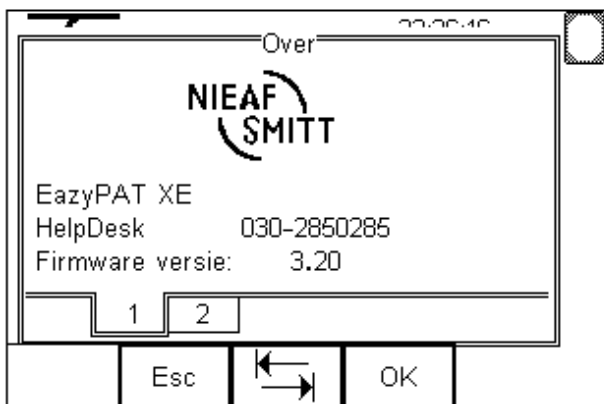 Over
NIEAF
SMITT
EazyPAT XE
HelpDesk 030-2850285
Firmware versie: 3.20
1 2
Esc OK